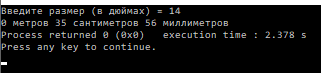 Введите размер (в дюймах) = 14
0 метров 35 сантиметров 56 миллиметров
Process returned 0 (0x0)   execution time : 2.378 s
Press any key to continue.